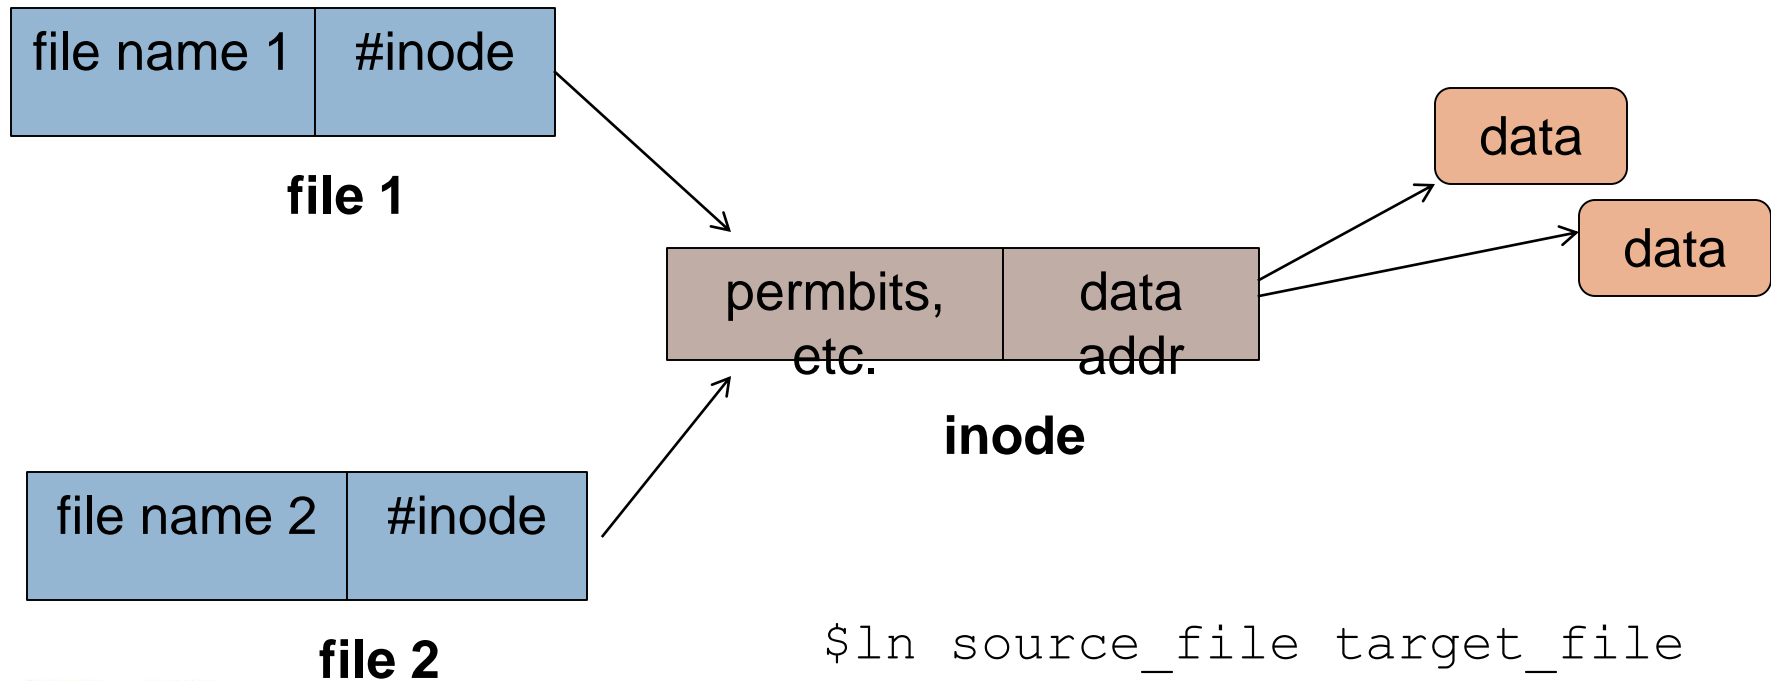 file name 1 #inode
file 1
data
data
permbits, etc.
data addr
inode
file name 2 #inode
file 2
$ln source_file target_file